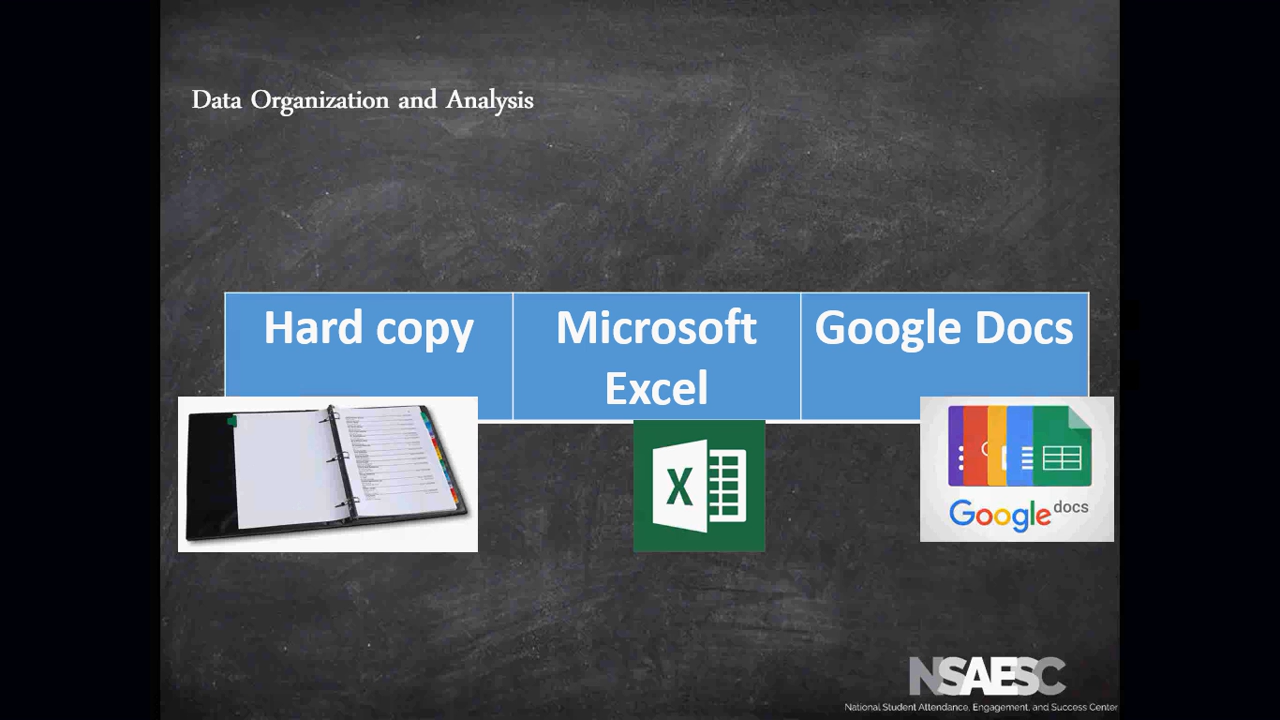 Data Organization and Analysis
Hard copy
Microsoft
Excel
Google Docs
X
Google docs
NSAESC
National Student Attendance, Engagement, and Success Center